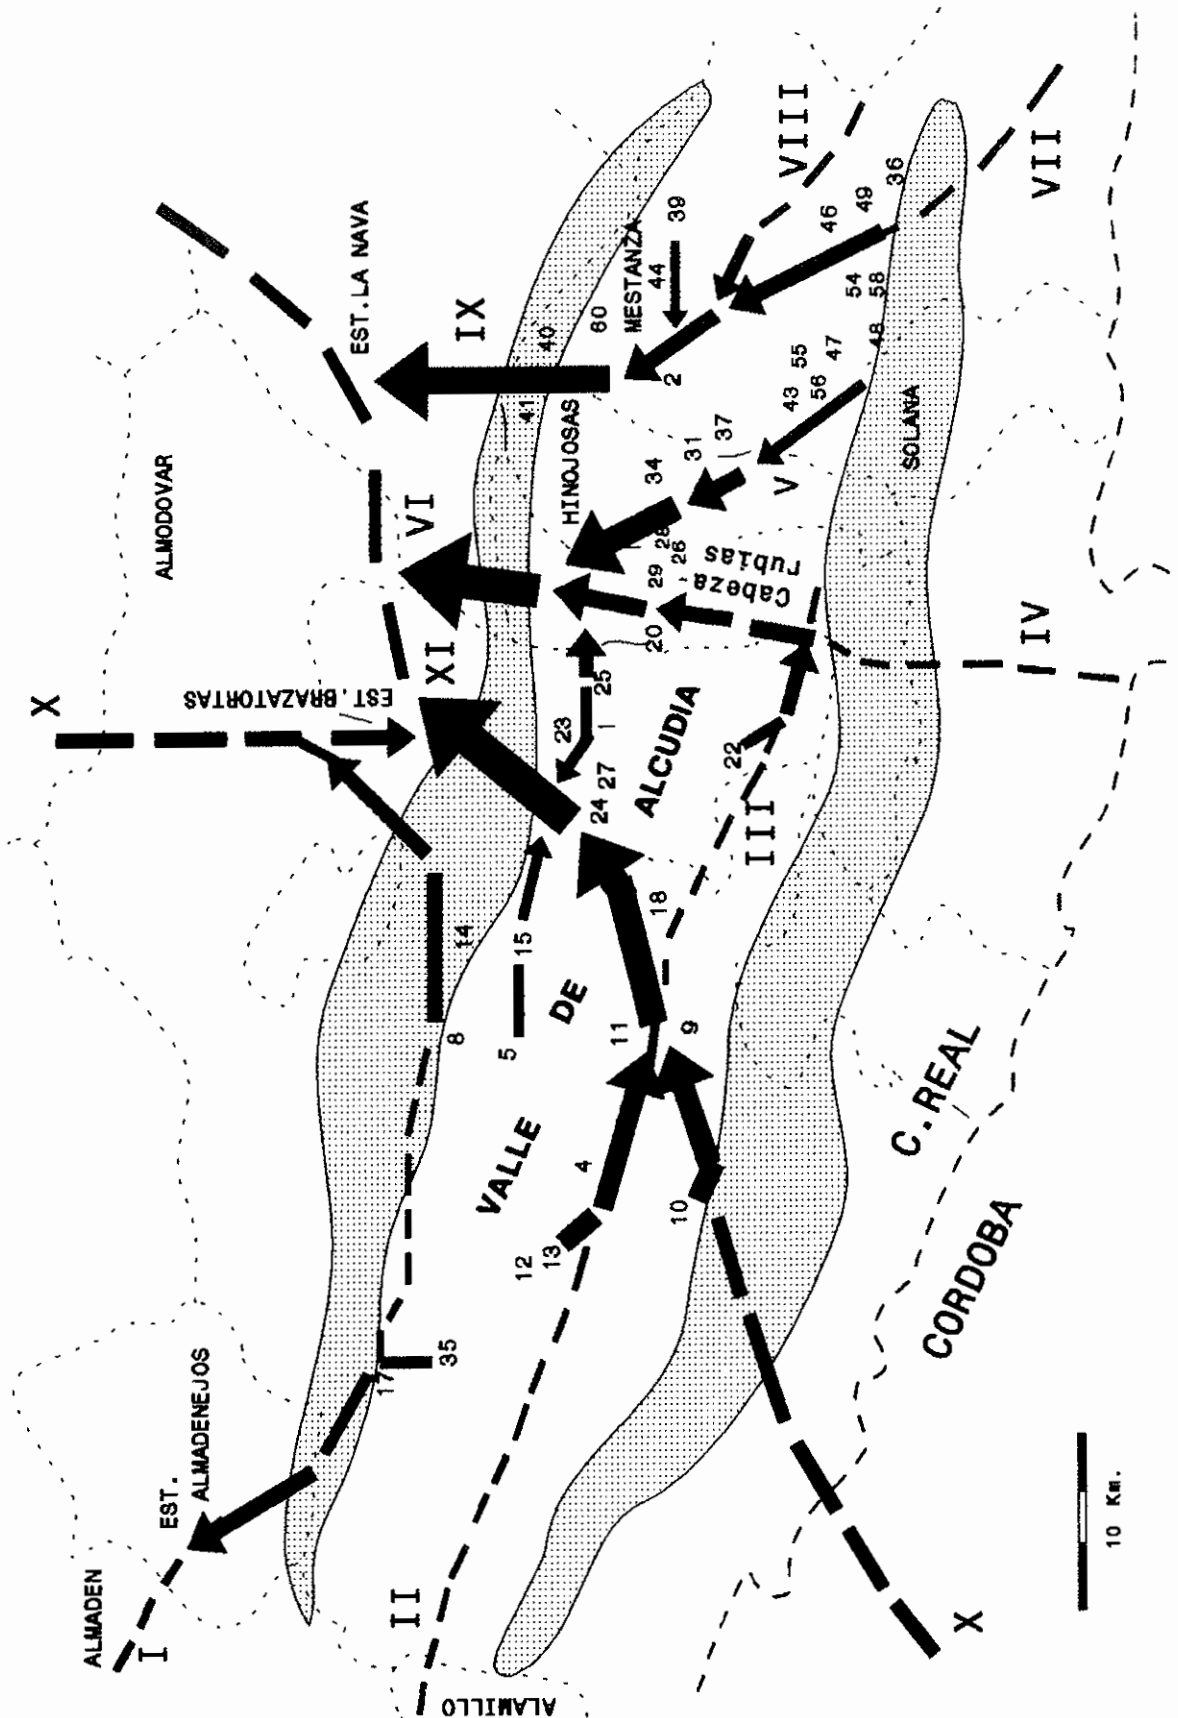 ALMADEN
I
EST.
ALMADENEJOS
ALAMILLO
II
17
35
12
13
4
10
X
CORDOBA
C. REAL
10 Km.
VALLE
DE
ALCUDIA
8
14
5
15
11
9
18
24
27
23
25
22
III
X
EST. BRAZATORTAS
XI
VI
ALMODOVAR
EST. LA NAVA
IX
HINOJOSAS
41
40
60
MESTANZA
44
39
2
20
29
26
28
Cabeza
rubias
34
31
37
V
43
56
55
47
48
54
58
46
49
36
SOLANA
IV
VII
VIII